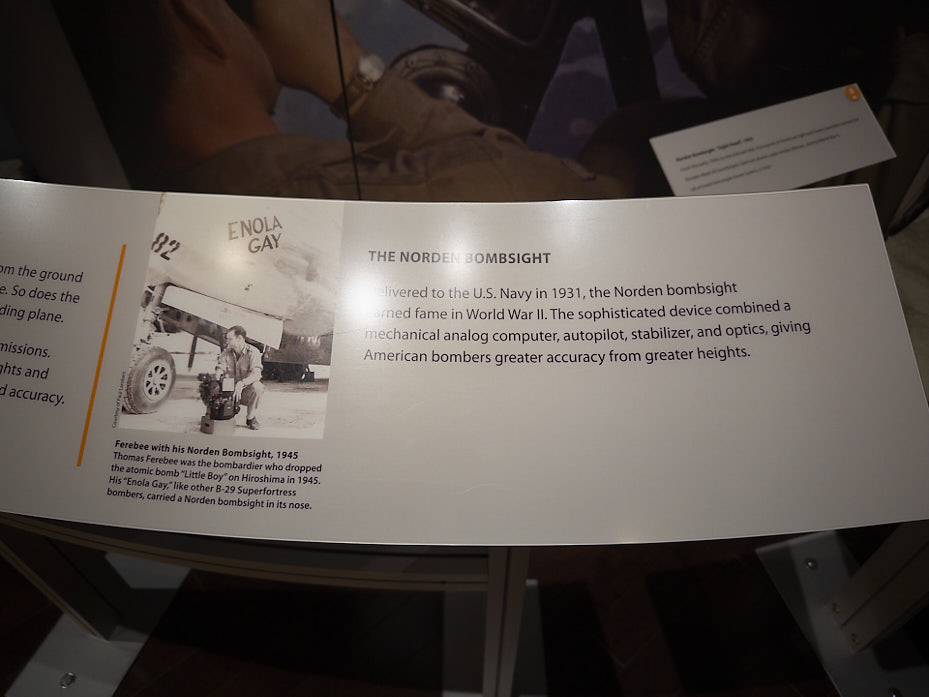 om the ground
e. So does the
ding plane.
missions.
ghts and
d accuracy.
82
ENOLA
GAY
Ferebee with his Norden Bombsight, 1945
Thomas Ferebee was the bombardier who dropped
the atomic bomb “Little Boy” on Hiroshima in 1945.
His “Enola Gay,” like other B-29 Superfortress
bombers, carried a Norden bombsight in its nose.
THE NORDEN BOMBSIGHT
elivered to the U.S. Navy in 1931, the Norden bombsight
arned fame in World War II. The sophisticated device combined a
mechanical analog computer, autopilot, stabilizer, and optics, giving
American bombers greater accuracy from greater heights.